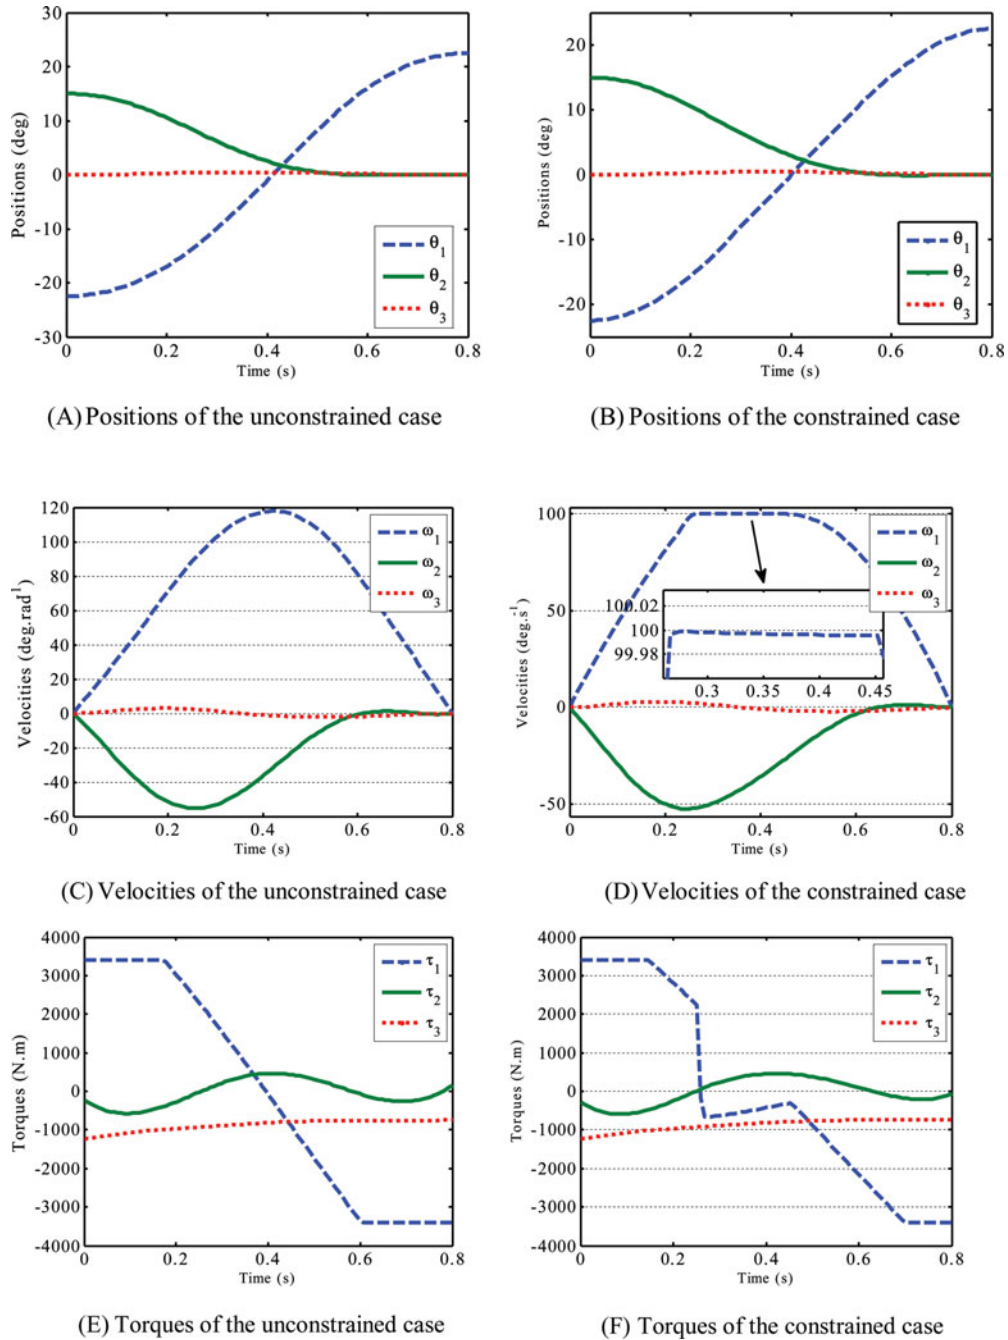 30
20
10
0
-10
-20
-30
Positions (deg)
θ1
θ2
θ3
0 0.2 0.4 0.6 0.8
Time (s)
(A) Positions of the unconstrained case
20
10
0
-10
-20
Positions (deg)
θ1
θ2
θ3
0 0.2 0.4 0.6 0.8
Time (s)
(B) Positions of the constrained case
120
100
80
60
40
20
0
-20
-40
-60
Velocities (deg.rad¹)
ω1
ω2
ω3
0 0.2 0.4 0.6 0.8
Time (s)
(C) Velocities of the unconstrained case
100
50
0
-50
Velocities (deg.s¹)
ω1
ω2
ω3
100.02
100
99.98
0.3 0.35 0.4 0.45
0 0.2 0.4 0.6 0.8
Time (s)
(D) Velocities of the constrained case
4000
3000
2000
1000
0
-1000
-2000
-3000
-4000
Torques (N.m)
τ1
τ2
τ3
0 0.2 0.4 0.6 0.8
Time (s)
(E) Torques of the unconstrained case
4000
3000
2000
1000
0
-1000
-2000
-3000
-4000
Torques (N.m)
τ1
τ2
τ3
0 0.2 0.4 0.6 0.8
Time (s)
(F) Torques of the constrained case